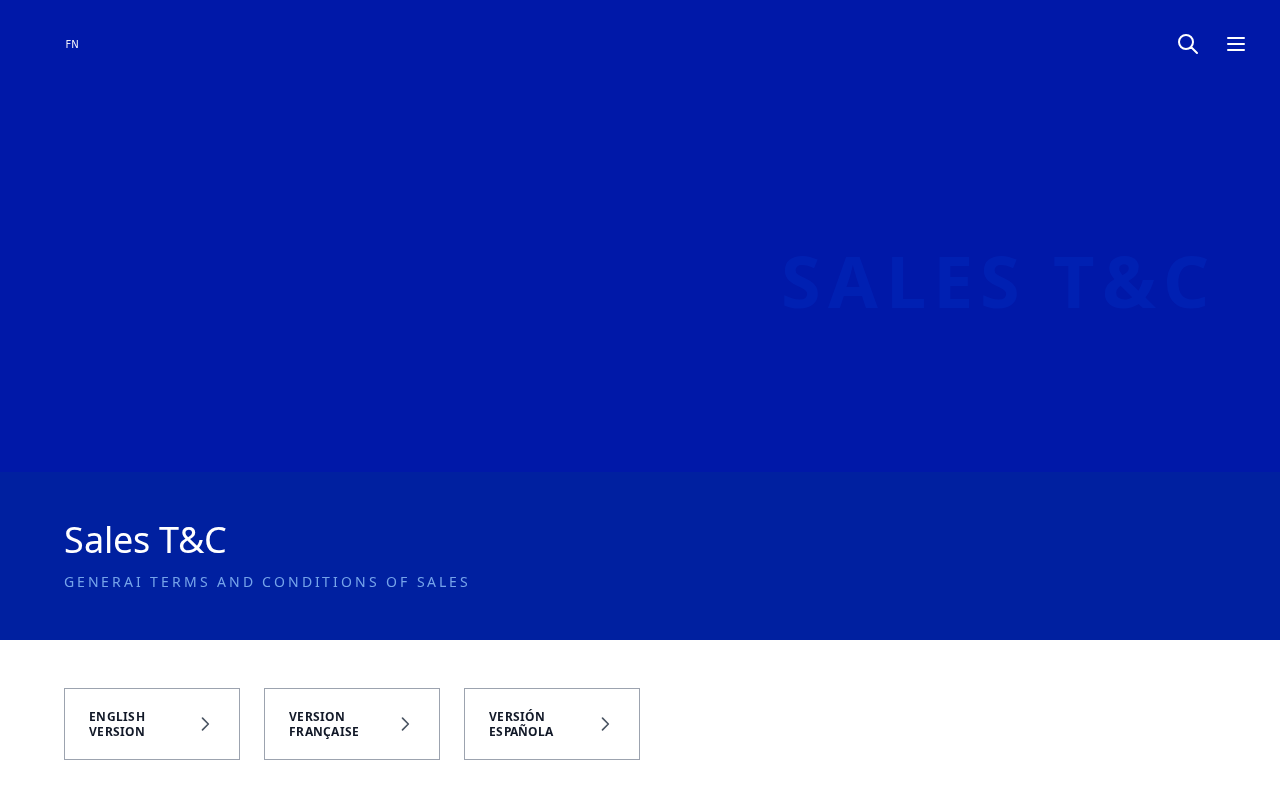 FN
SALES T&C
Sales T&C
GENERAI TERMS AND CONDITIONS OF SALES
ENGLISH
VERSION
VERSION
FRANÇAISE
VERSIÓN
ESPAÑOLA